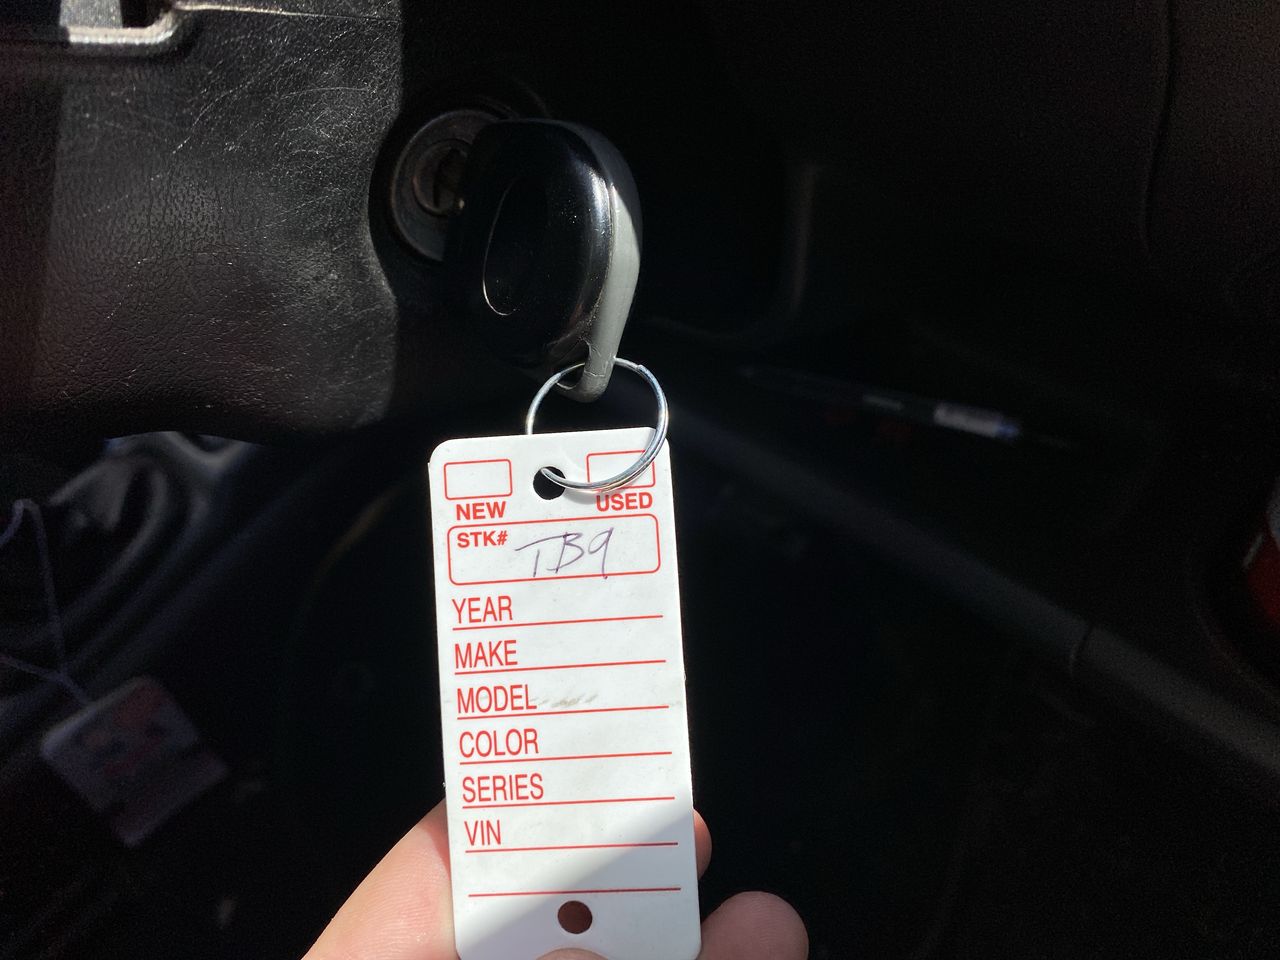 NEW USED
STK# TB9
YEAR
MAKE
MODEL
COLOR
SERIES
VIN